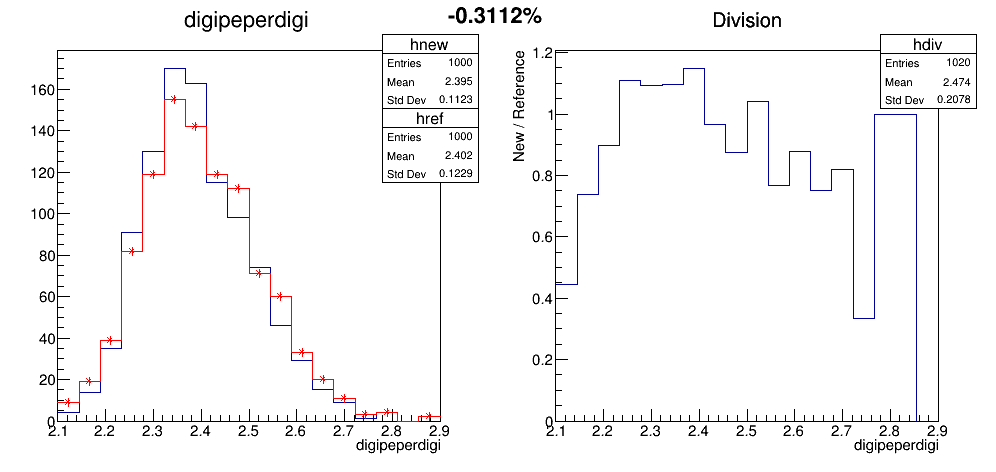 digipeperdigi
-0.3112%
Division
hnew
Entries 1000
Mean 2.395
Std Dev 0.1123
href
Entries 1000
Mean 2.402
Std Dev 0.1229
160
140
120
100
80
60
40
20
0
2.1 2.2 2.3 2.4 2.5 2.6 2.7 2.8 2.9
digipeperdigi
hdiv
Entries 1020
Mean 2.474
Std Dev 0.2078
New / Reference
1.2
1
0.8
0.6
0.4
0.2
0
2.1 2.2 2.3 2.4 2.5 2.6 2.7 2.8 2.9
digipeperdigi